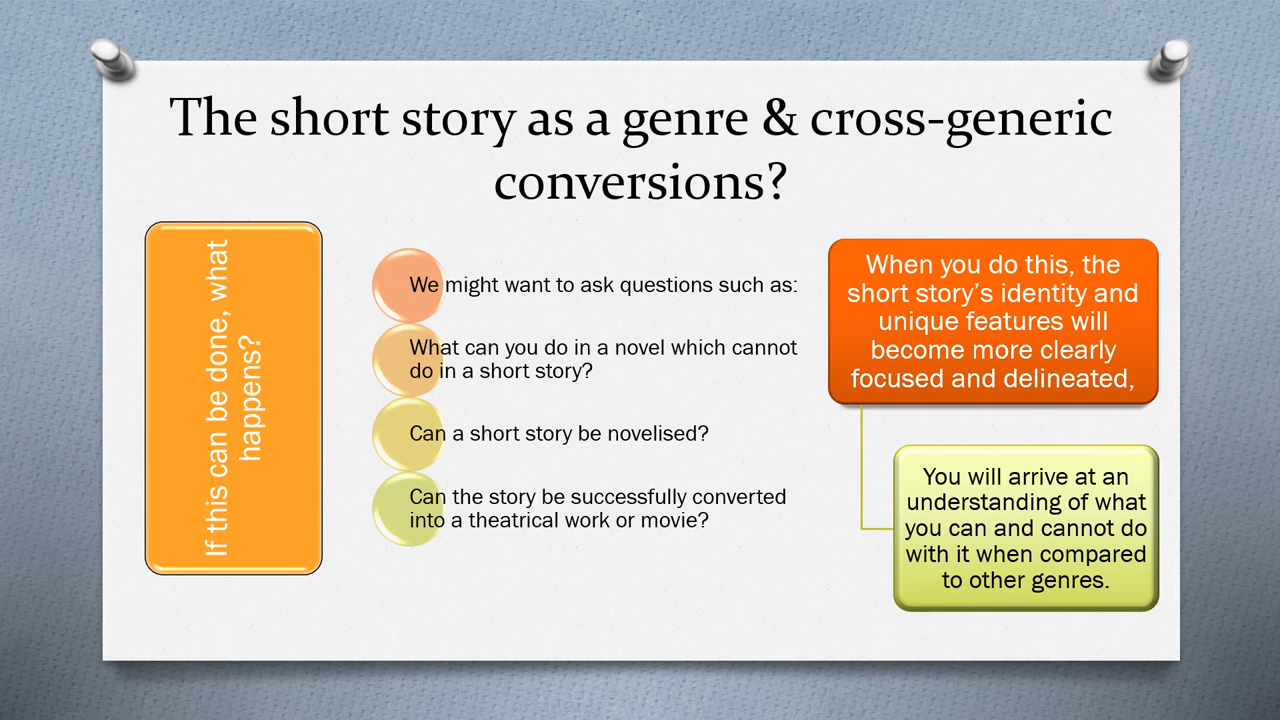 The short story as a genre & cross-generic
conversions?
If this can be done, what
happens?
We might want to ask questions such as:
What can you do in a novel which cannot
do in a short story?
Can a short story be novelised?
Can the story be successfully converted
into a theatrical work or movie?
When you do this, the
short story’s identity and
unique features will
become more clearly
focused and delineated,
You will arrive at an
understanding of what
you can and cannot do
with it when compared
to other genres.